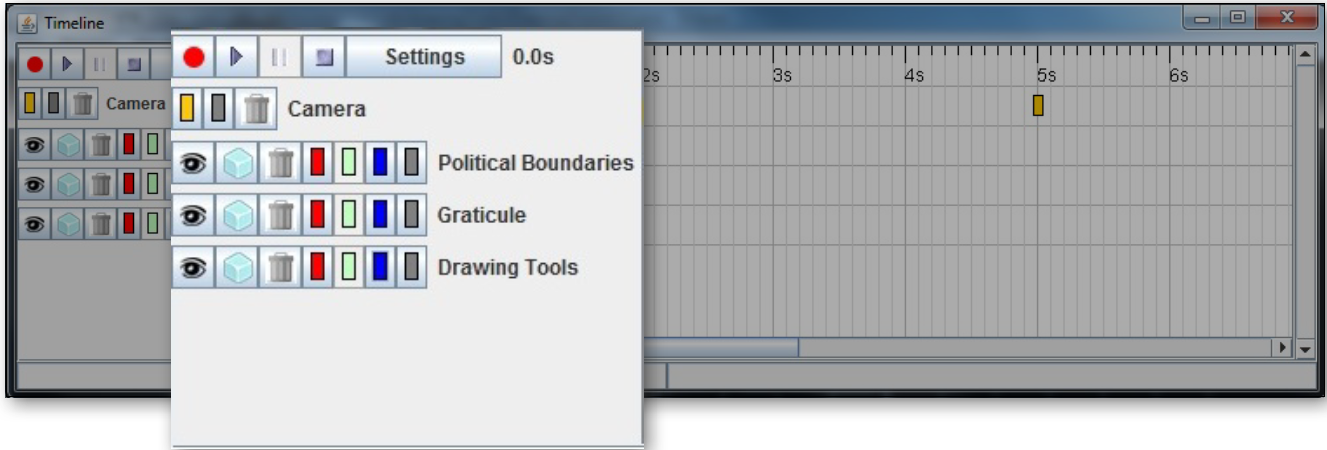 Timeline
Settings 0.0s
2s 3s 4s 5s 6s
Camera Camera
Political Boundaries
Graticule
Drawing Tools